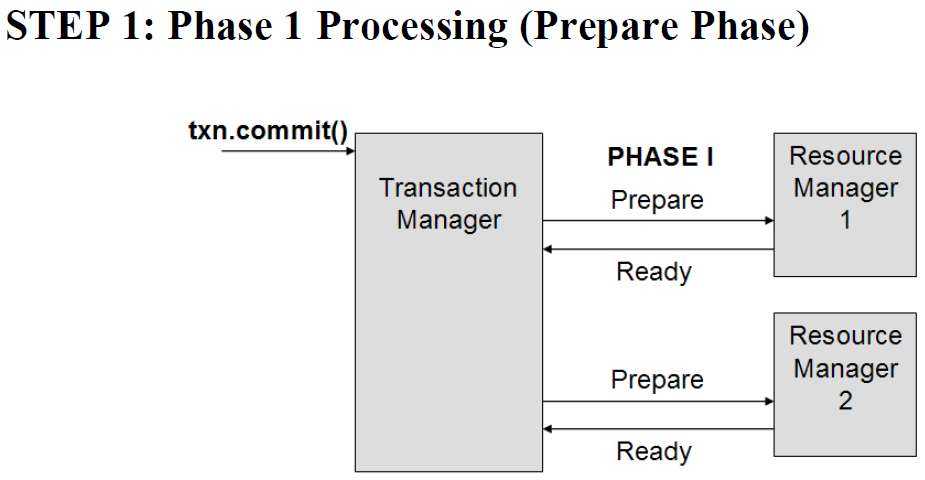 STEP 1: Phase 1 Processing (Prepare Phase)
txn.commit()
Transaction
Manager
PHASE I
Prepare
Ready
Resource
Manager
1
Prepare
Ready
Resource
Manager
2